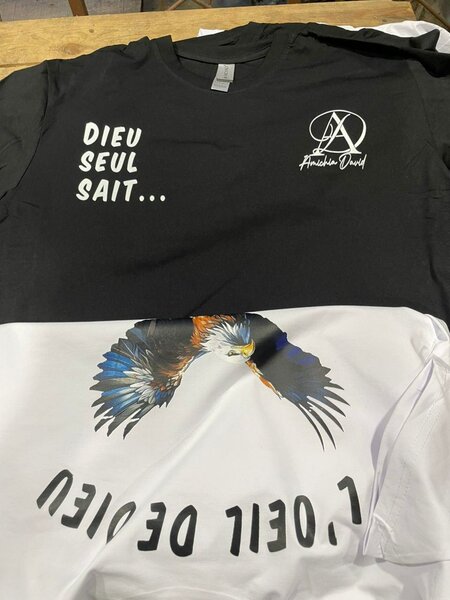 DIEU
SEUL
SAIT...
Amichia David
L'OEIL DE DIEU